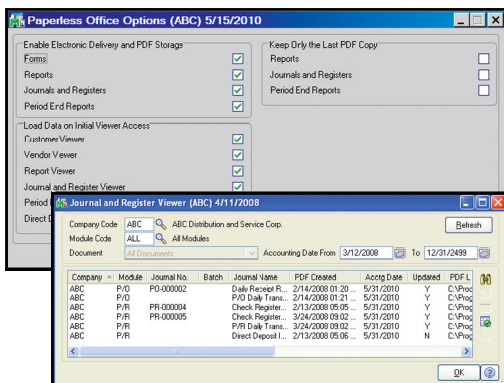 Paperless Office Options (ABC) 5/15/2010
Enable Electronic Delivery and PDF Storage
Forms
Reports
Journals and Registers
Period End Reports
Keep Only the Last PDF Copy
Reports
Journals and Registers
Period End Reports
Load Data on Initial Viewer Access
Customer Viewer
Vendor Viewer
Report Viewer
Journal and Register Viewer
Period
Direct D
Journal and Register Viewer (ABC) 4/11/2008
Company Code ABC ABC Distribution and Service Corp. Refresh
Module Code ALL All Modules
Document All Documents Accounting Date From 3/12/2008 To 12/31/2499
Company Module Journal No. Batch Journal Name PDF Created Acctg Date Updated PDF L
ABC P/O PO-000002 Daily Receipt R... 2/14/2008 01:20 ... 5/31/2010 Y C:\Prog
ABC P/O P/O Daily Trans... 2/14/2008 01:21 ... 5/31/2010 Y C:\Prog
ABC P/R PR-000004 Check Register... 2/13/2008 05:05 ... 5/31/2010 Y C:\Prog
ABC P/R PR-000005 Check Register... 3/24/2008 09:02 ... 5/31/2010 Y C:\Prog
ABC P/R P/R Daily Trans... 3/24/2008 09:02 ... 5/31/2010 Y C:\Prog
ABC P/R Direct Deposit I... 2/13/2008 05:06 ... 5/31/2010 N C:\Prog
OK